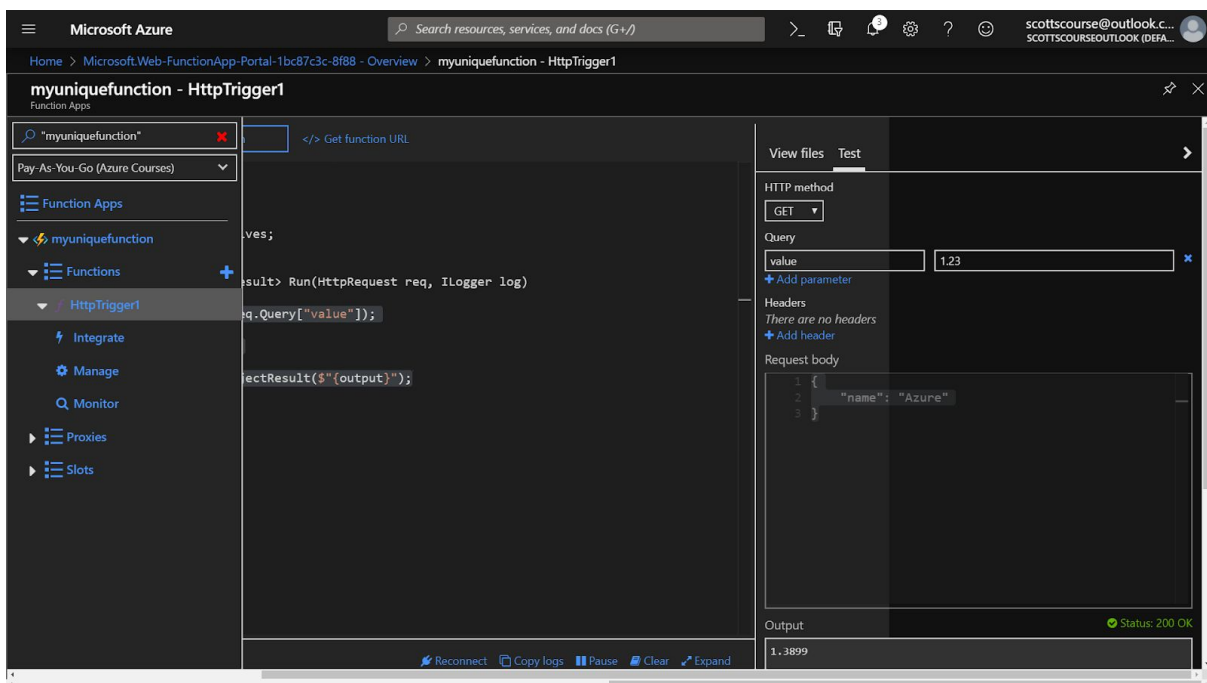 Microsoft Azure
Search resources, services, and docs (G+/)
3
scottscourse@outlook.c...
SCOTTSCOURSEOUTLOOK (DEFA...
Home > Microsoft.Web-FunctionApp-Portal-1bc87c3c-8f88 - Overview > myuniquefunction - HttpTrigger1
myuniquefunction - HttpTrigger1
Function Apps
"myuniquefunction"
Pay-As-You-Go (Azure Courses)
Function Apps
myuniquefunction
Functions
HttpTrigger1
Integrate
Manage
Monitor
Proxies
Slots
</> Get function URL
ves;
esult> Run(HttpRequest req, ILogger log)
eq.Query["value"]);
jectResult($"{output}");
Reconnect Copy logs Pause Clear Expand
View files Test
HTTP method
GET
Query
value 1.23
Add parameter
Headers
There are no headers
Add header
Request body
1 {
2 "name": "Azure"
3 }
Output Status: 200 OK
1.3899